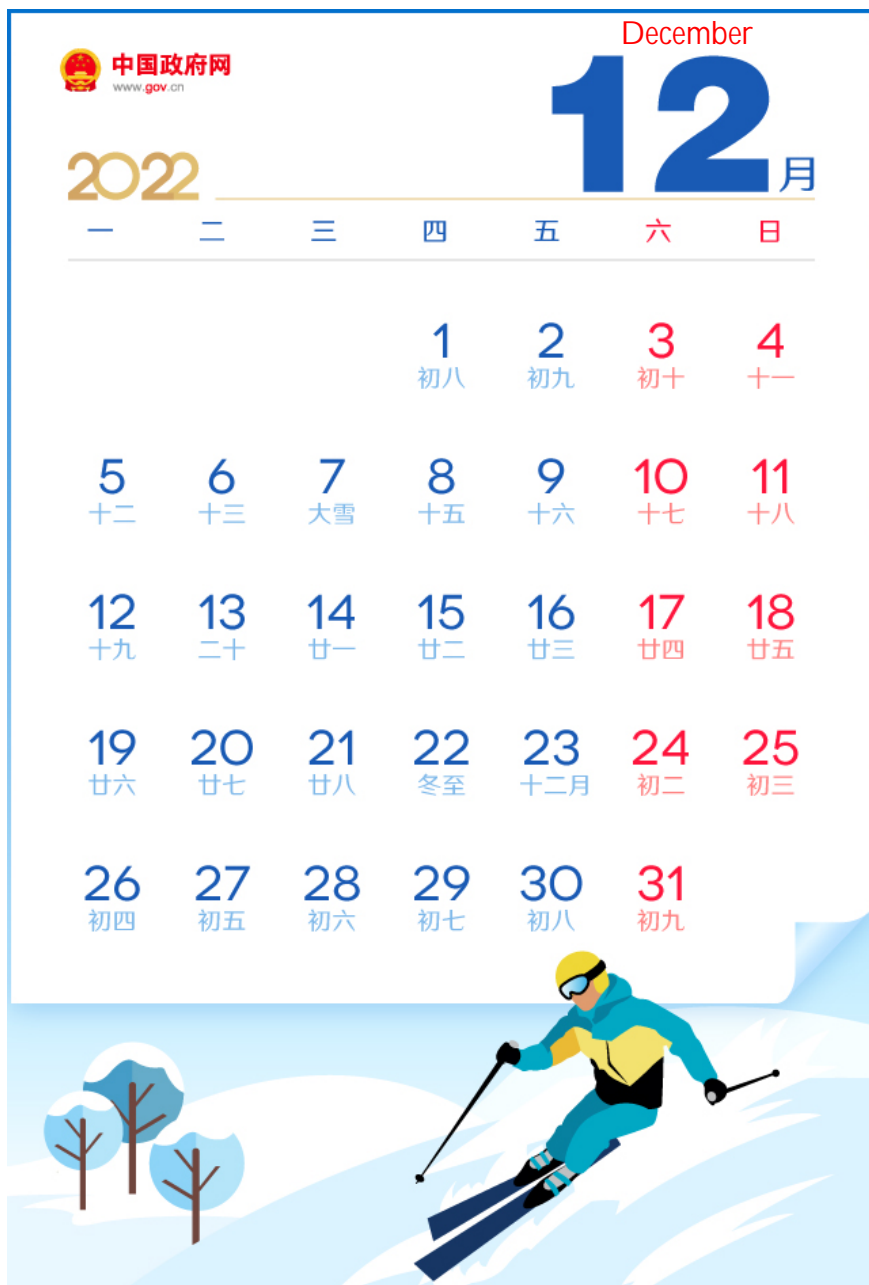 December
中国政府网
www.gov.cn
12月
2022
一 二 三 四 五 六 日
1 2 3 4
初八 初九 初十 十一
5 6 7 8 9 10 11
十二 十三 大雪 十五 十六 十七 十八
12 13 14 15 16 17 18
十九 二十 廿一 廿二 廿三 廿四 廿五
19 20 21 22 23 24 25
廿六 廿七 廿八 冬至 十二月 初二 初三
26 27 28 29 30 31
初四 初五 初六 初七 初八 初九